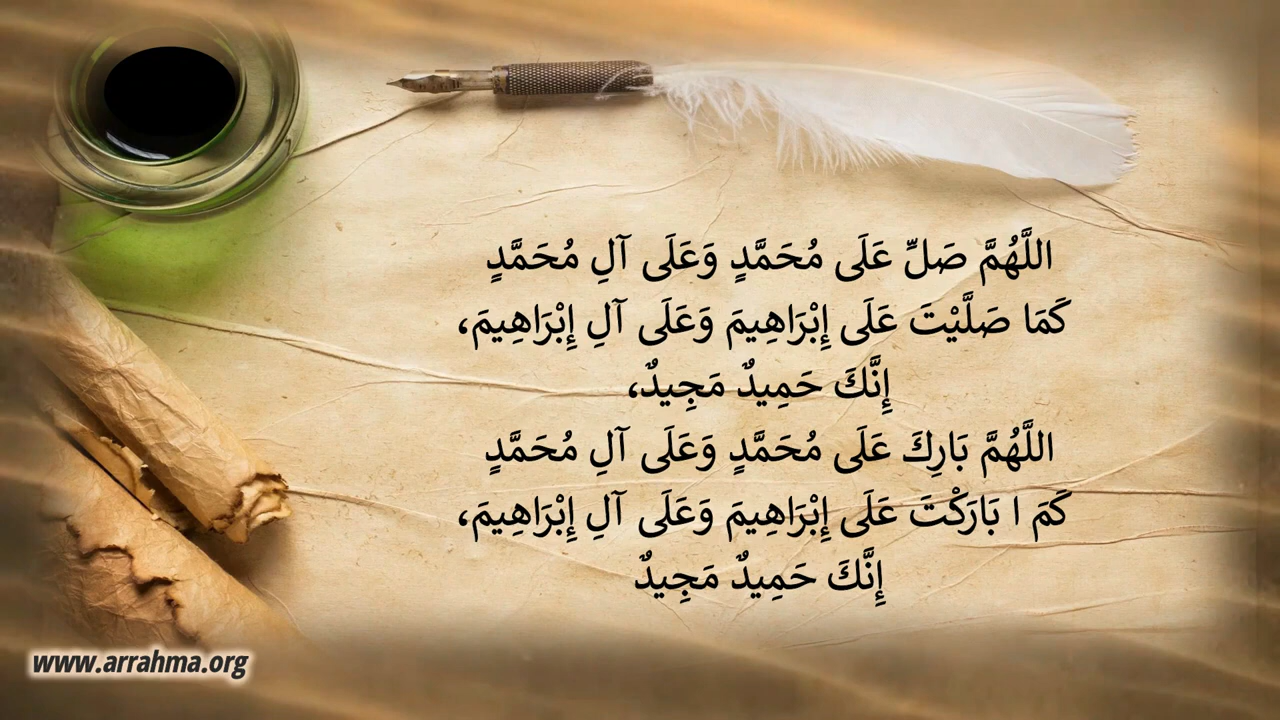 اللَّهُمَّ صَلِّ عَلَى مُحَمَّدٍ وَعَلَى آلِ مُحَمَّدٍ
كَمَا صَلَّيْتَ عَلَى إِبْرَاهِيمَ وَعَلَى آلِ إِبْرَاهِيمَ،
إِنَّكَ حَمِيدٌ مَجِيدٌ،
اللَّهُمَّ بَارِكَ عَلَى مُحَمَّدٍ وَعَلَى آلِ مُحَمَّدٍ
كَمَ ا بَارَكْتَ عَلَى إِبْرَاهِيمَ وَعَلَى آلِ إِبْرَاهِيمَ،
إِنَّكَ حَمِيدٌ مَجِيدٌ
www.arrahma.org